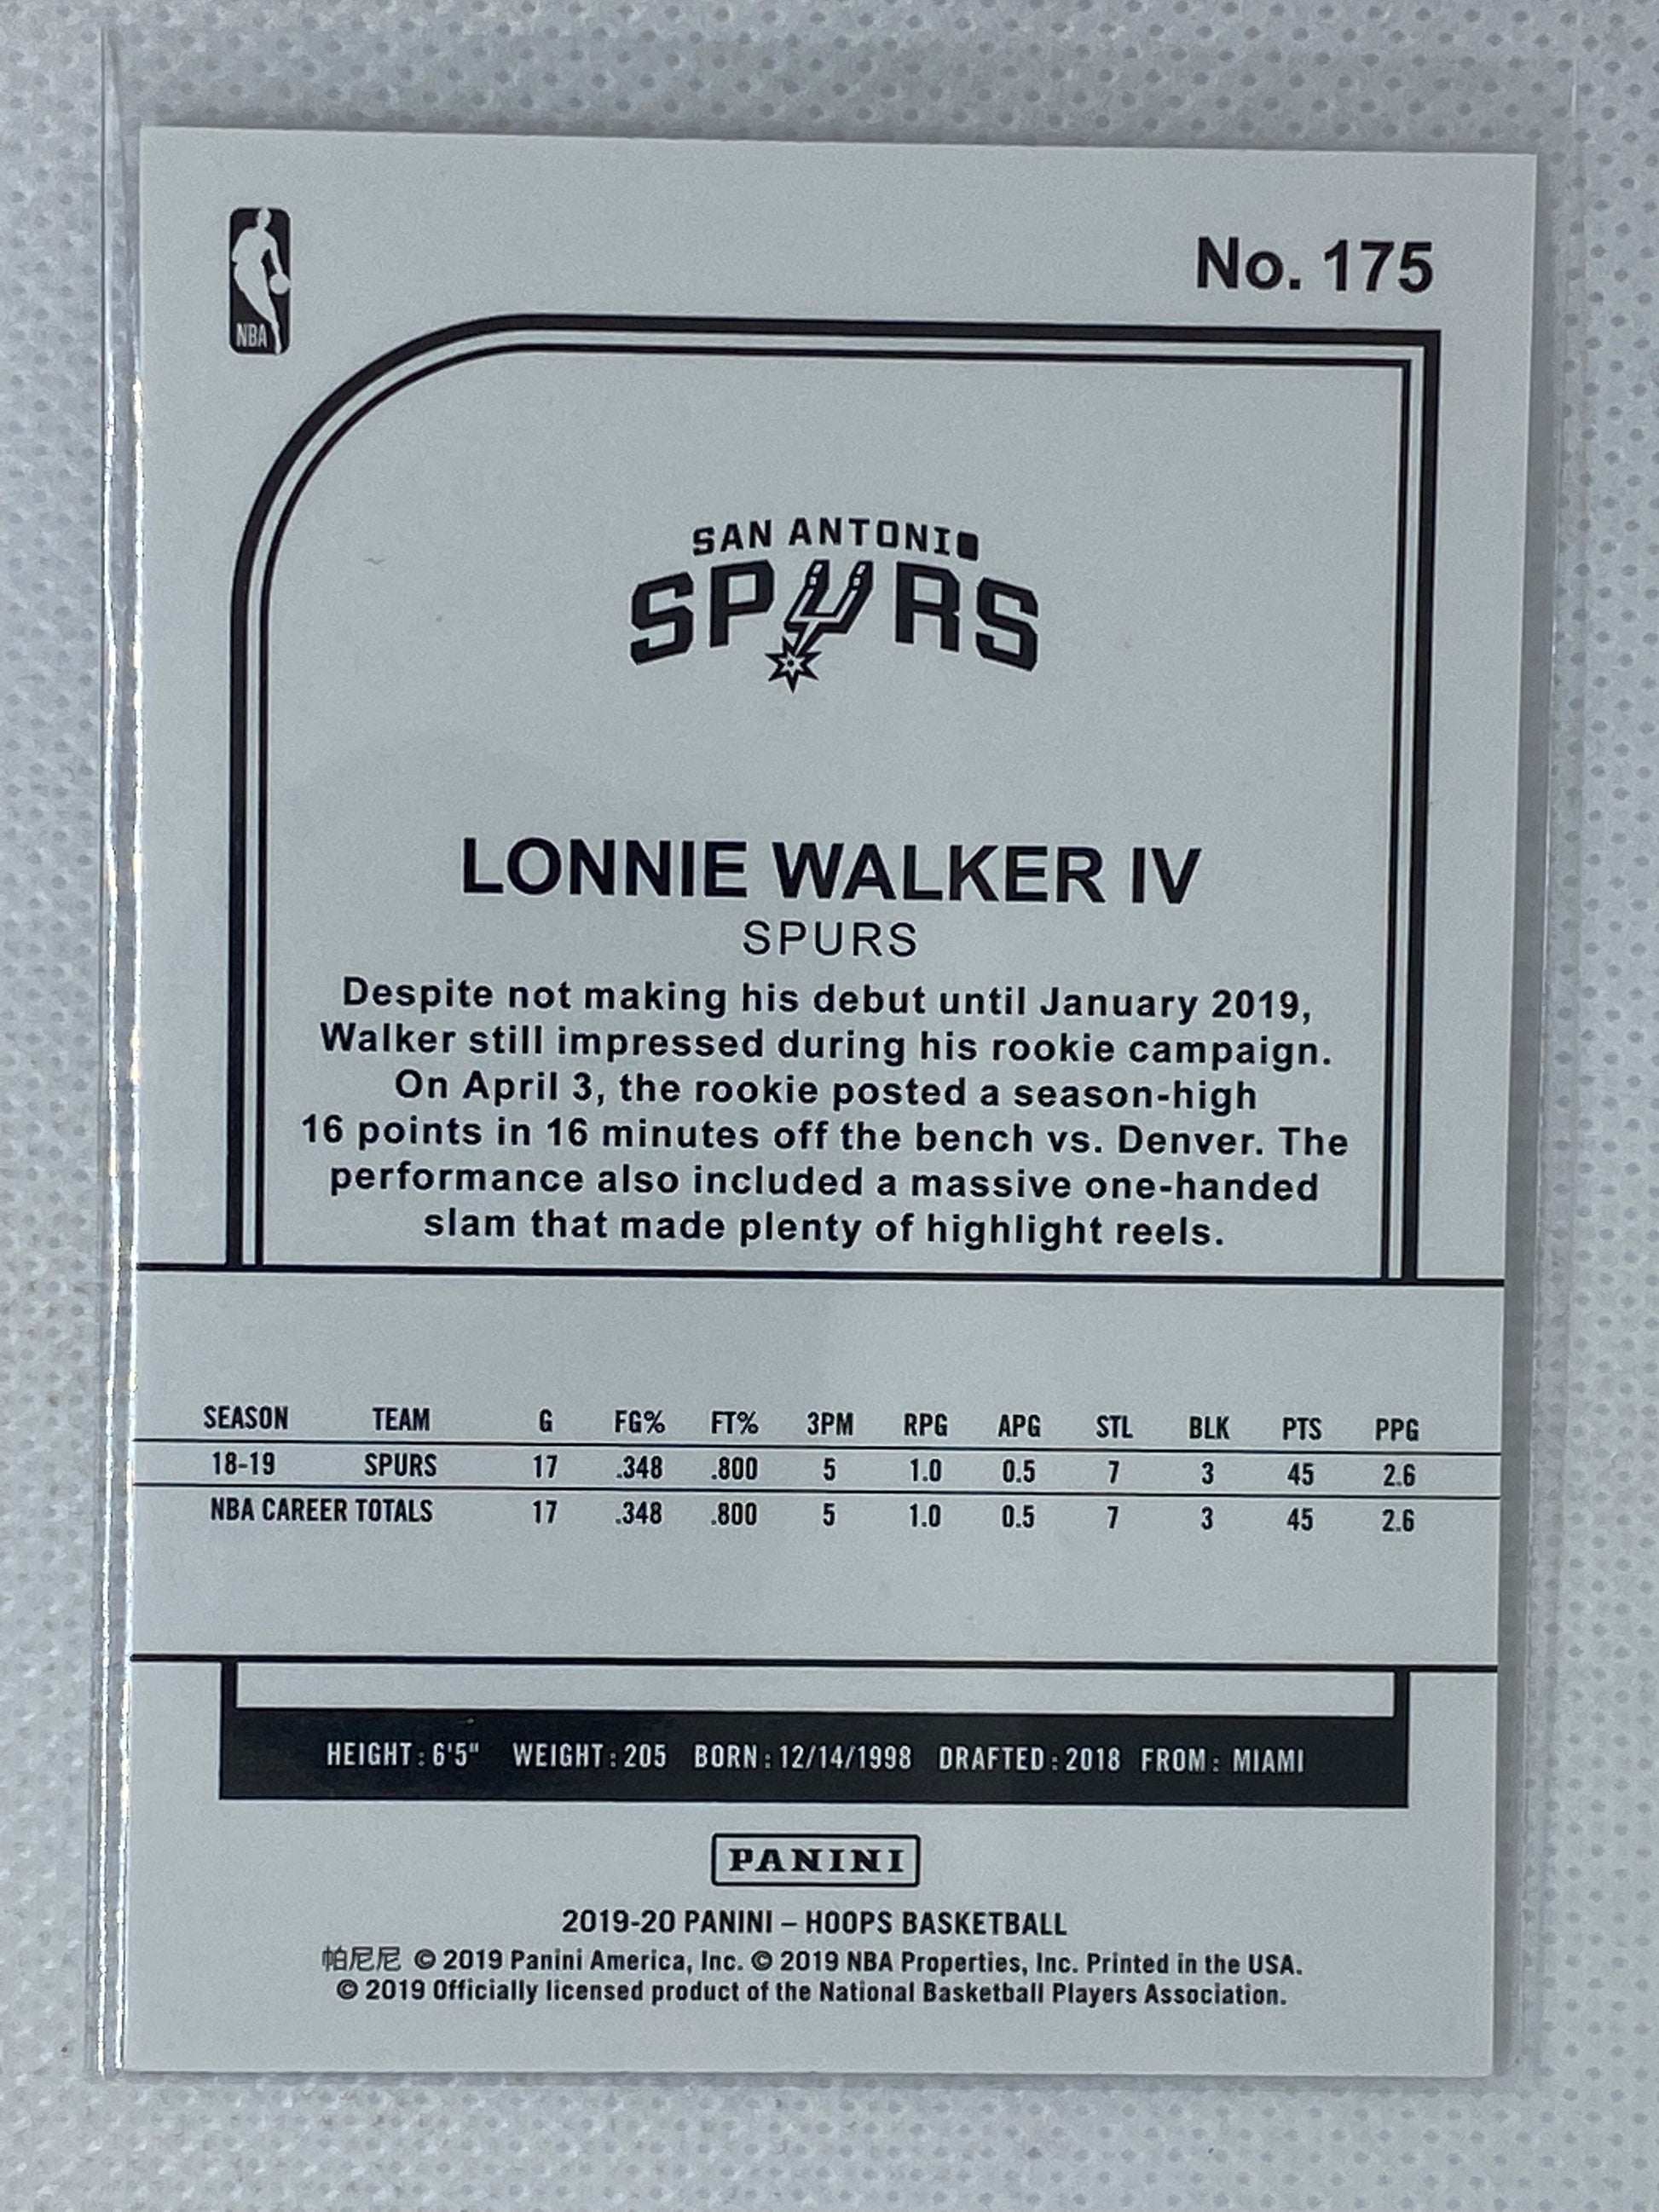 NBA
No. 175
SAN ANTONIO
SPURS
LONNIE WALKER IV
SPURS
Despite not making his debut until January 2019,
Walker still impressed during his rookie campaign.
On April 3, the rookie posted a season-high
16 points in 16 minutes off the bench vs. Denver. The
performance also included a massive one-handed
slam that made plenty of highlight reels.
SEASON TEAM G FG% FT% 3PM RPG APG STL BLK PTS PPG
18-19 SPURS 17 .348 .800 5 1.0 0.5 7 3 45 2.6
NBA CAREER TOTALS 17 .348 .800 5 1.0 0.5 7 3 45 2.6
HEIGHT: 6'5" WEIGHT: 205 BORN: 12/14/1998 DRAFTED: 2018 FROM: MIAMI
PANINI
2019-20 PANINI – HOOPS BASKETBALL
帕尼尼 © 2019 Panini America, Inc. © 2019 NBA Properties, Inc. Printed in the USA.
© 2019 Officially licensed product of the National Basketball Players Association.